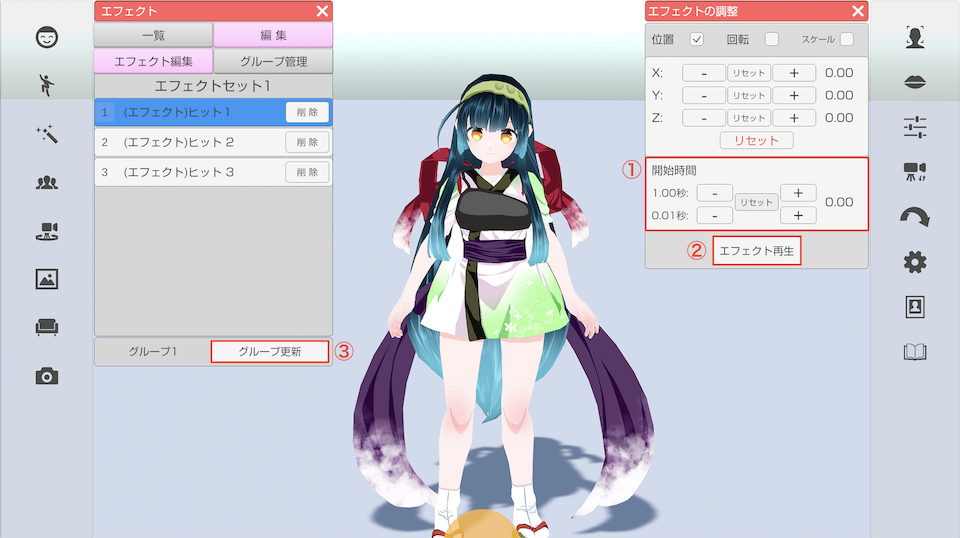 エフェクト
一覧
編 集
エフェクト編集
グループ管理
エフェクトセット1
1 (エフェクト)ヒット 1 削 除
2 (エフェクト)ヒット 2 削 除
3 (エフェクト)ヒット 3 削 除
グループ1
グループ更新
③
エフェクトの調整
位置 回転 スケール
X: - リセット + 0.00
Y: - リセット + 0.00
Z: - リセット + 0.00
リセット
①
開始時間
1.00秒: - +
リセット 0.00
0.01秒: - +
② エフェクト再生